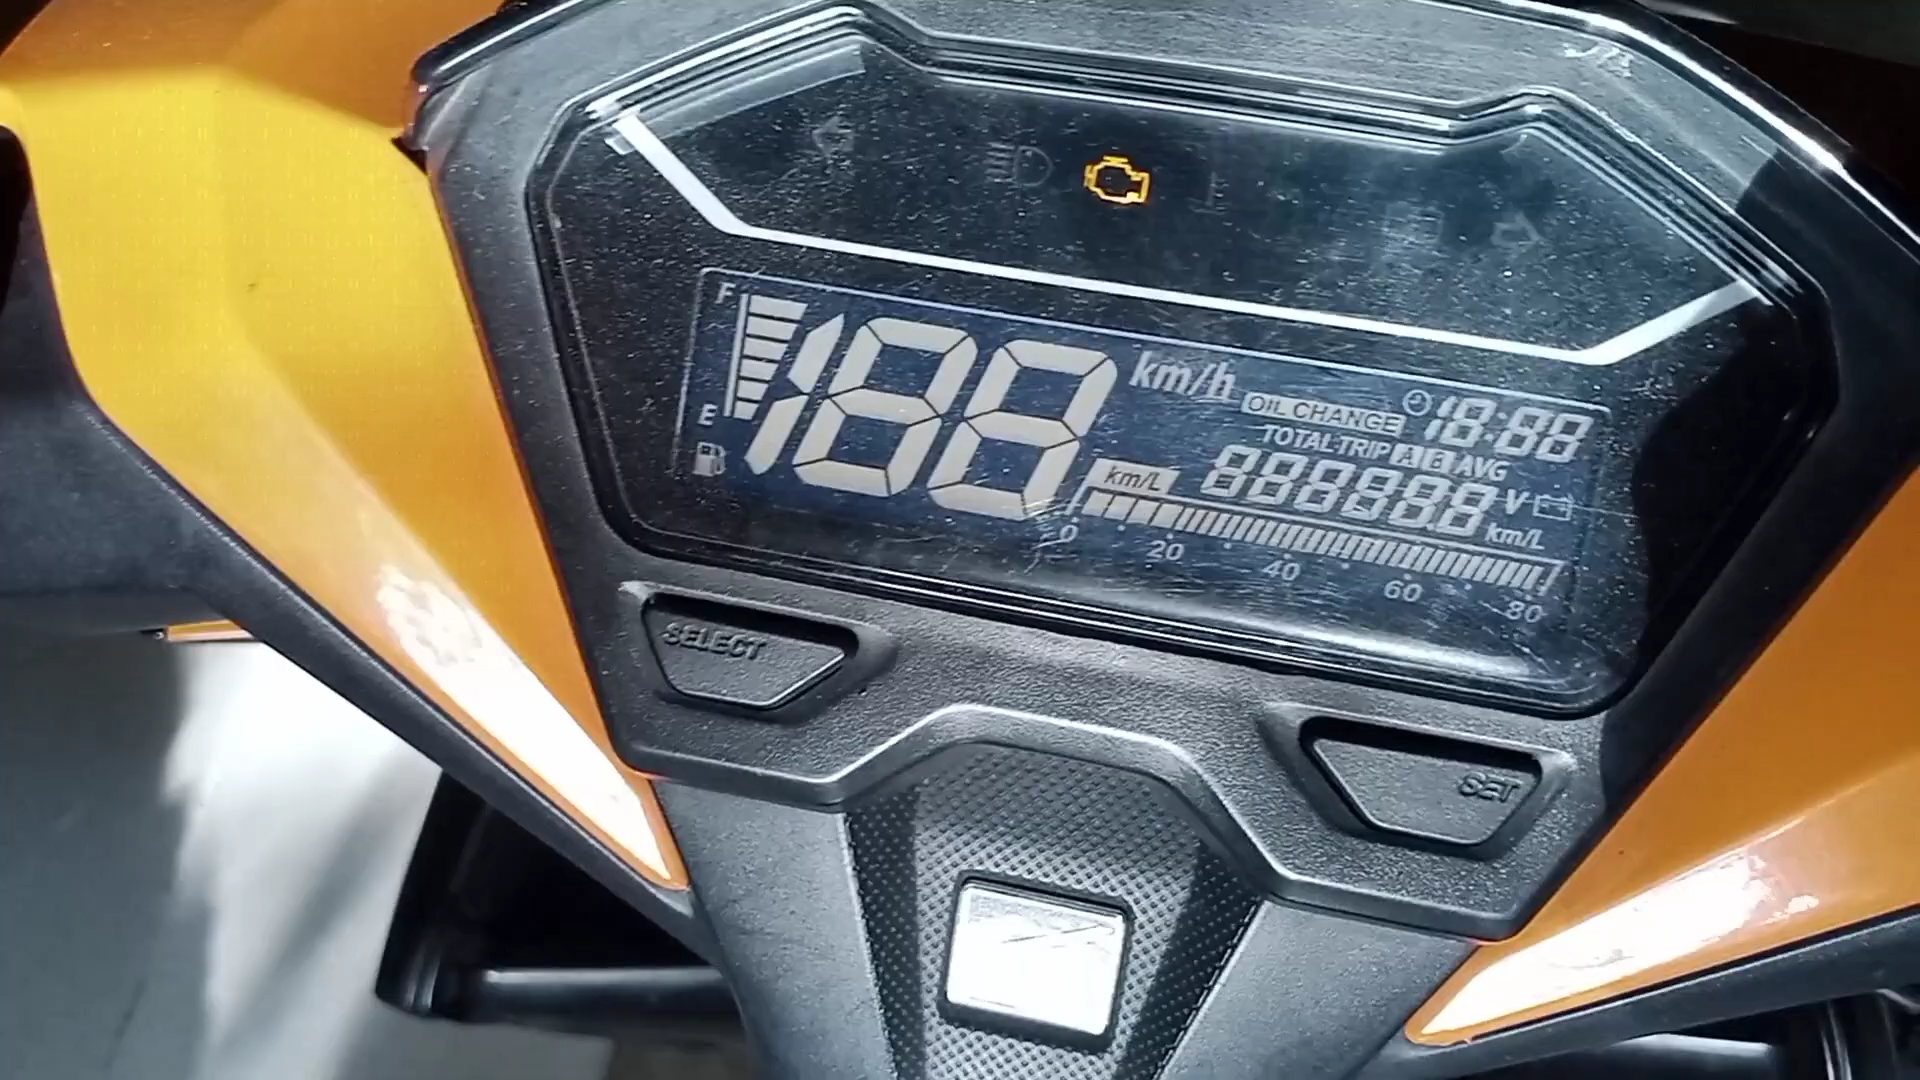 F
188 km/h
OIL CHANGE 18:88
TOTAL TRIP A B AVG
E
km/L 888888.8 V
km/L
0 20 40 60 80
SELECT
SET